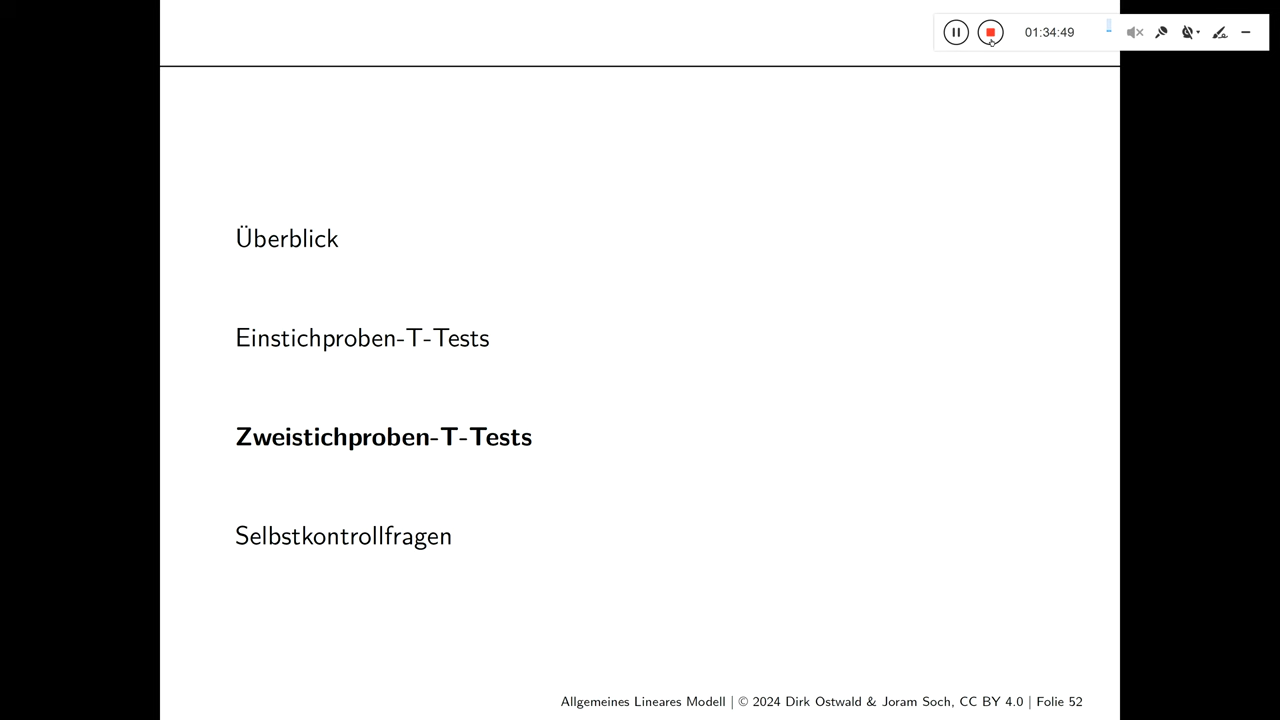 01:34:49
Überblick
Einstichproben-T-Tests
Zweistichproben-T-Tests
Selbstkontrollfragen
Allgemeines Lineares Modell | © 2024 Dirk Ostwald & Joram Soch, CC BY 4.0 | Folie 52